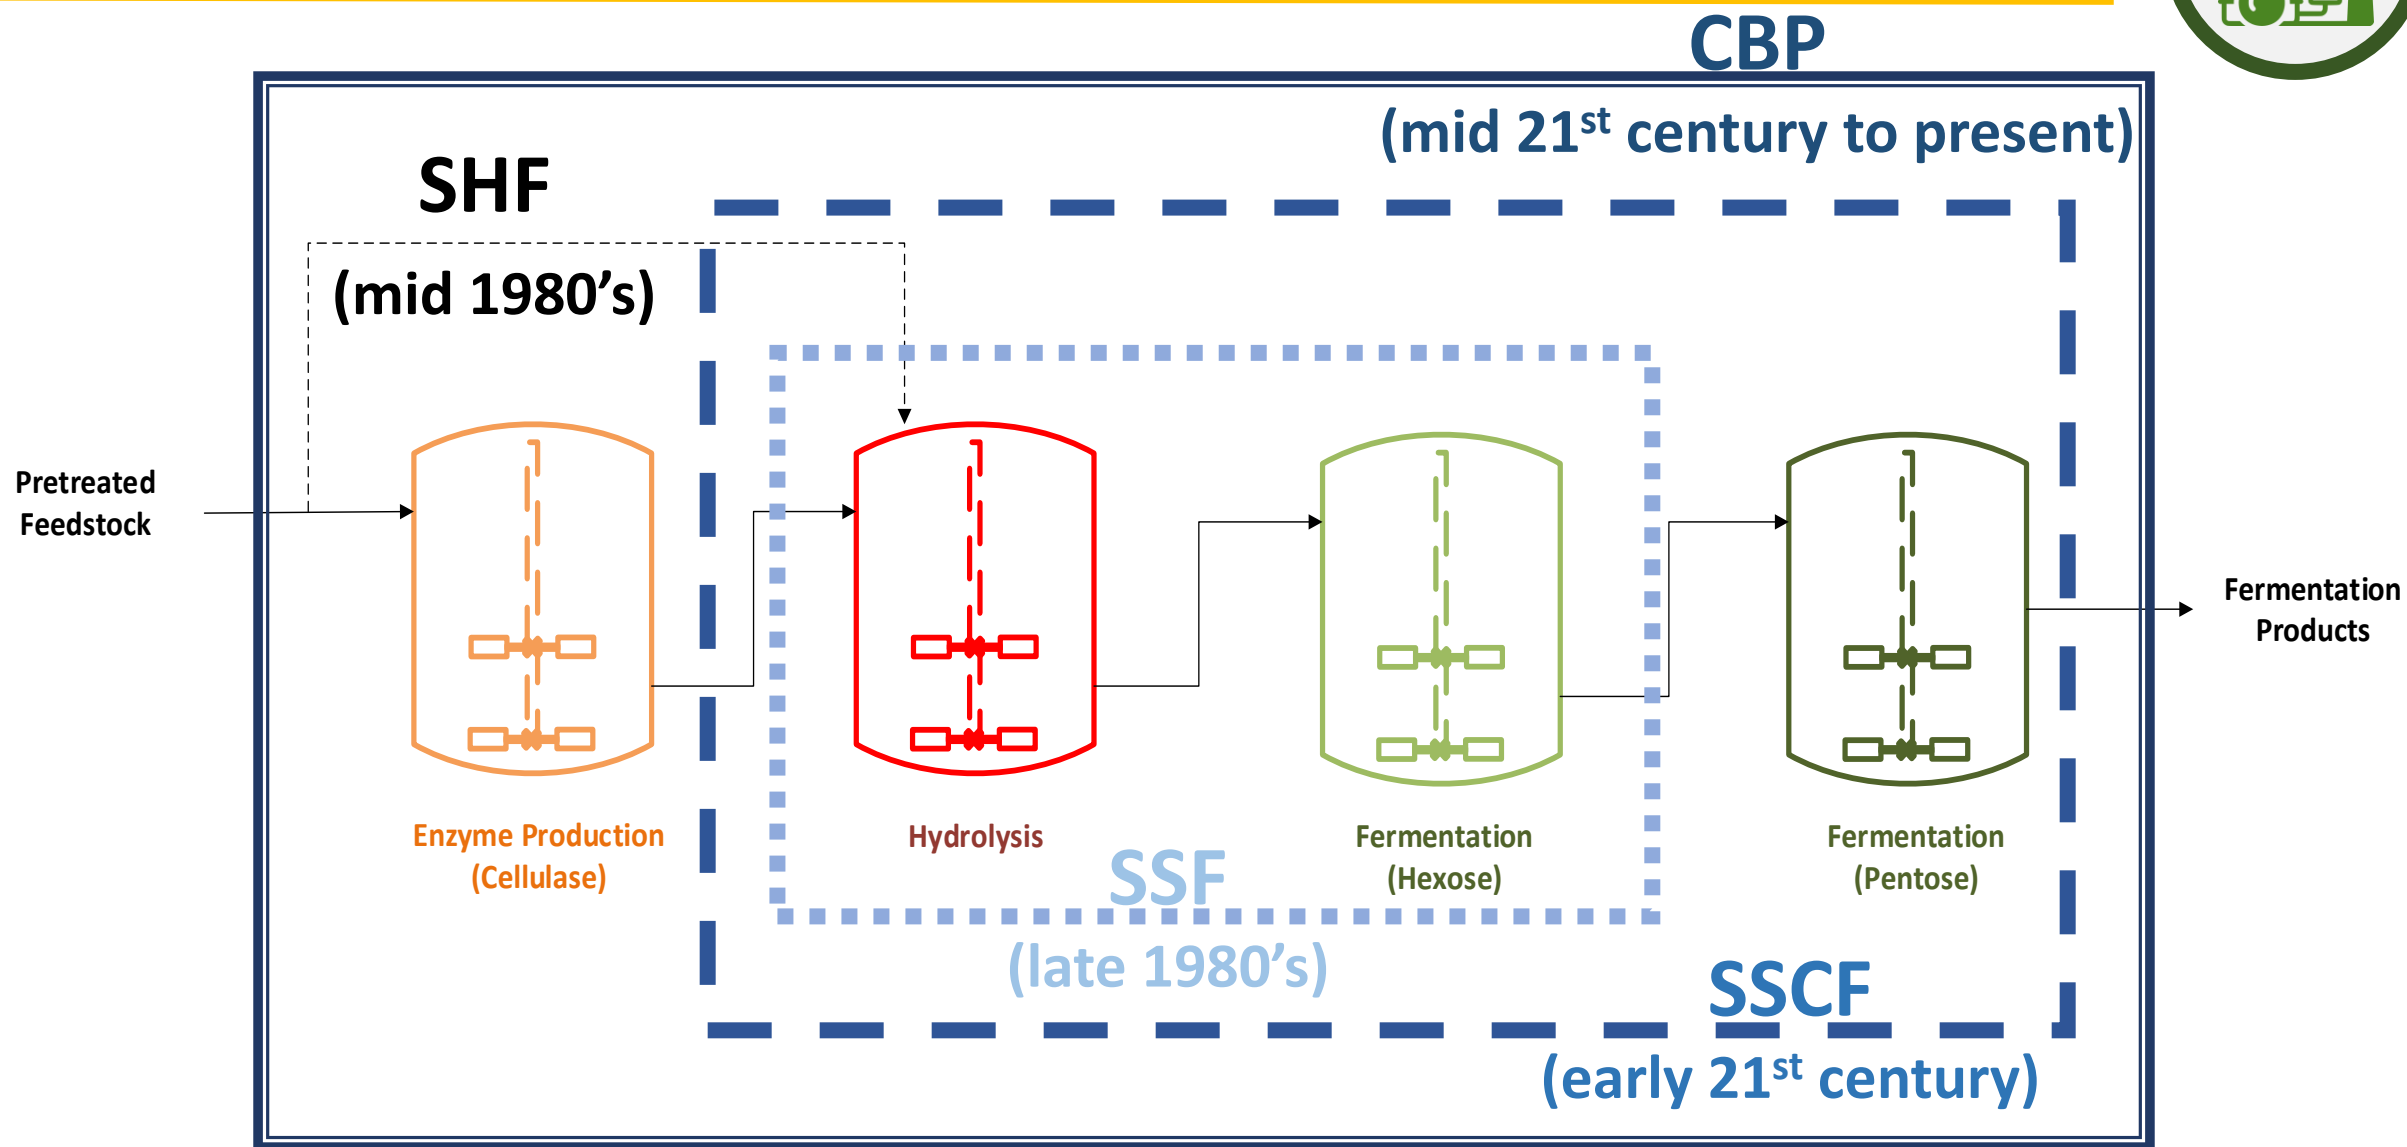 CBP
(mid 21st century to present)
SHF
(mid 1980’s)
Pretreated
Feedstock
Enzyme Production
(Cellulase)
Hydrolysis
Fermentation
(Hexose)
Fermentation
(Pentose)
Fermentation
Products
SSF
(late 1980’s)
SSCF
(early 21st century)